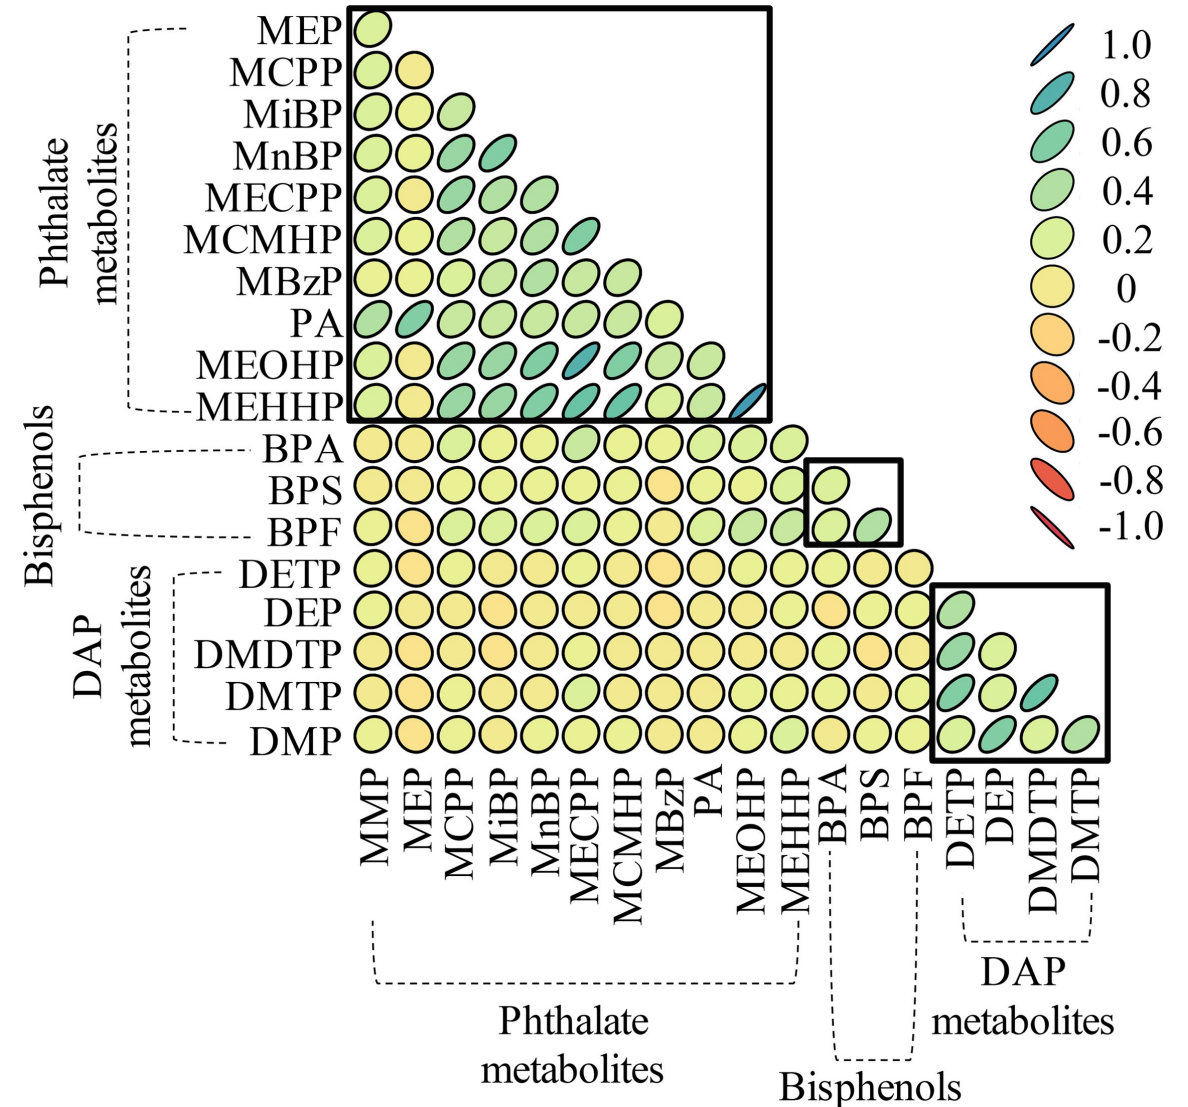 MEP
MCPP
MiBP
MnBP
MECPP
MCMHP
MBzP
PA
MEOHP
MEHHP
BPA
BPS
BPF
DETP
DEP
DMDTP
DMTP
DMP
Phthalate
metabolites
Bisphenols
DAP
metabolites
1.0
0.8
0.6
0.4
0.2
0
-0.2
-0.4
-0.6
-0.8
-1.0
MMP
MEP
MCPP
MiBP
MnBP
MECPP
MCMHP
MBzP
PA
MEOHP
MEHHP
BPA
BPS
BPF
DETP
DEP
DMDTP
DMTP
Phthalate
metabolites
Bisphenols
DAP
metabolites